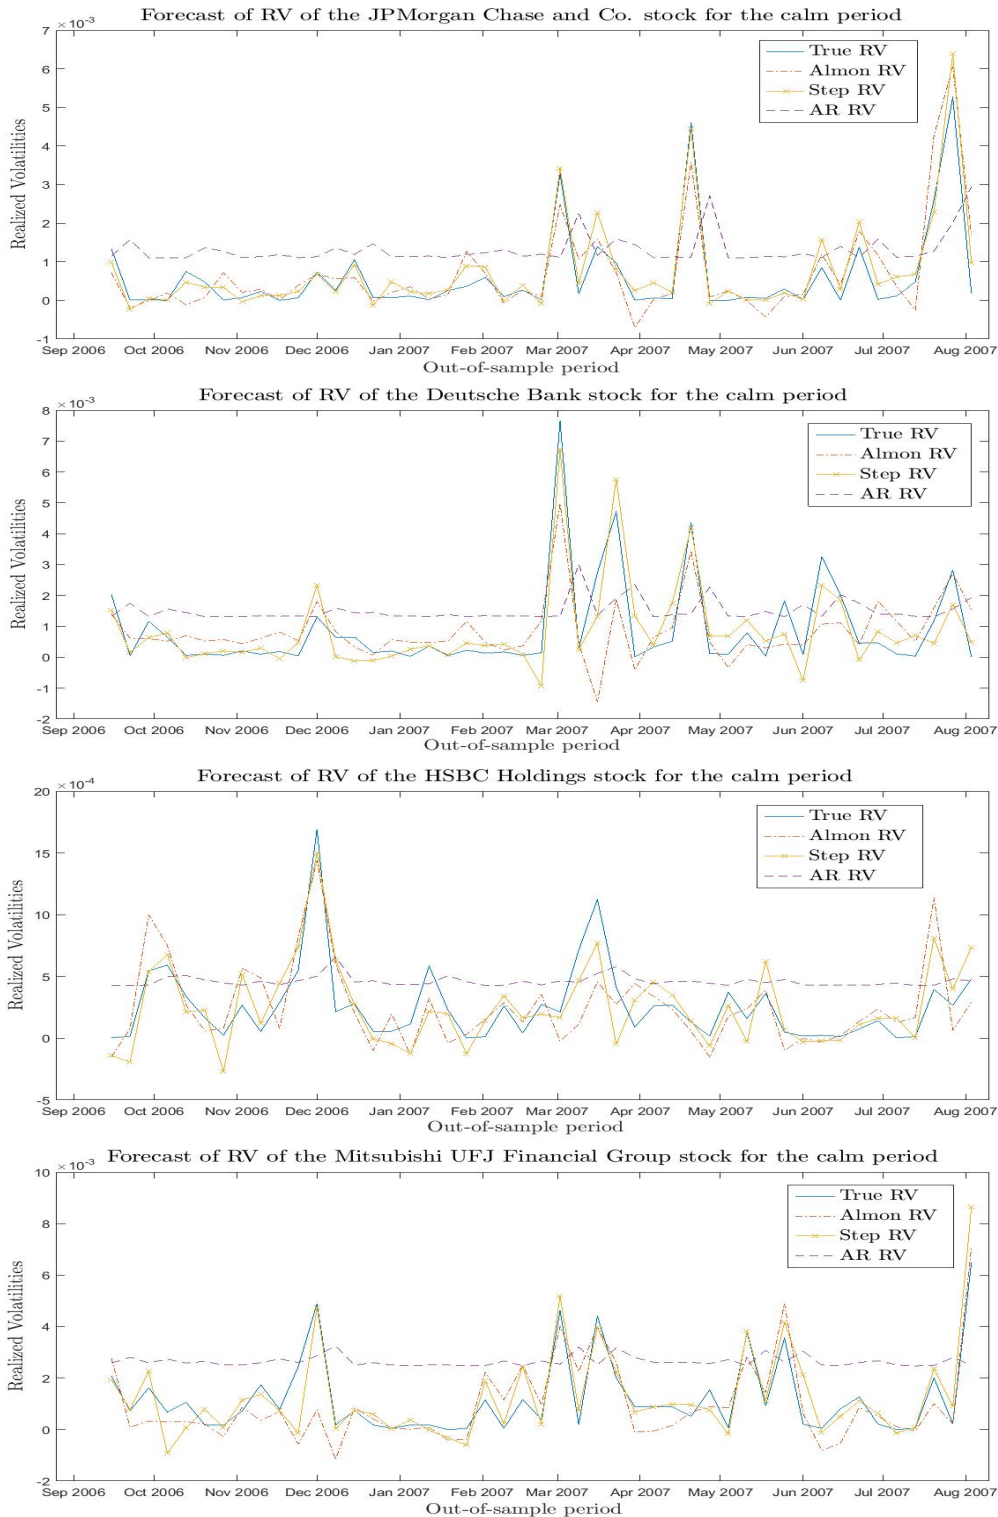 Forecast of RV of the JPMorgan Chase and Co. stock for the calm period
×10-3
7
6
5
4
3
2
1
0
-1
Realized Volatilities
True RV
Almon RV
Step RV
AR RV
Sep 2006 Oct 2006 Nov 2006 Dec 2006 Jan 2007 Feb 2007 Mar 2007 Apr 2007 May 2007 Jun 2007 Jul 2007 Aug 2007
Out-of-sample period
Forecast of RV of the Deutsche Bank stock for the calm period
×10-3
8
7
6
5
4
3
2
1
0
-1
-2
Realized Volatilities
True RV
Almon RV
Step RV
AR RV
Sep 2006 Oct 2006 Nov 2006 Dec 2006 Jan 2007 Feb 2007 Mar 2007 Apr 2007 May 2007 Jun 2007 Jul 2007 Aug 2007
Out-of-sample period
Forecast of RV of the HSBC Holdings stock for the calm period
×10-4
20
15
10
5
0
-5
Realized Volatilities
True RV
Almon RV
Step RV
AR RV
Sep 2006 Oct 2006 Nov 2006 Dec 2006 Jan 2007 Feb 2007 Mar 2007 Apr 2007 May 2007 Jun 2007 Jul 2007 Aug 2007
Out-of-sample period
Forecast of RV of the Mitsubishi UFJ Financial Group stock for the calm period
×10-3
10
8
6
4
2
0
-2
Realized Volatilities
True RV
Almon RV
Step RV
AR RV
Sep 2006 Oct 2006 Nov 2006 Dec 2006 Jan 2007 Feb 2007 Mar 2007 Apr 2007 May 2007 Jun 2007 Jul 2007 Aug 2007
Out-of-sample period